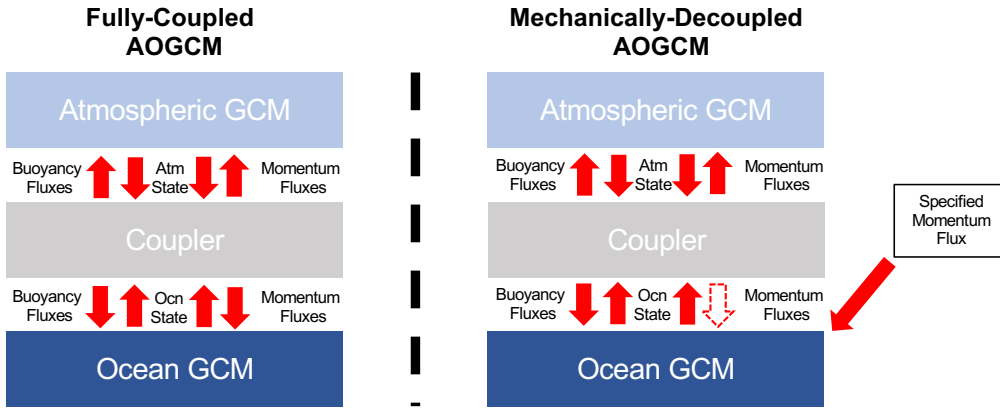 Fully-Coupled
AOGCM
Atmospheric GCM
Buoyancy
Fluxes
Atm
State
Momentum
Fluxes
Coupler
Buoyancy
Fluxes
Ocn
State
Momentum
Fluxes
Ocean GCM
Mechanically-Decoupled
AOGCM
Atmospheric GCM
Buoyancy
Fluxes
Atm
State
Momentum
Fluxes
Coupler
Buoyancy
Fluxes
Ocn
State
Momentum
Fluxes
Ocean GCM
Specified
Momentum
Flux